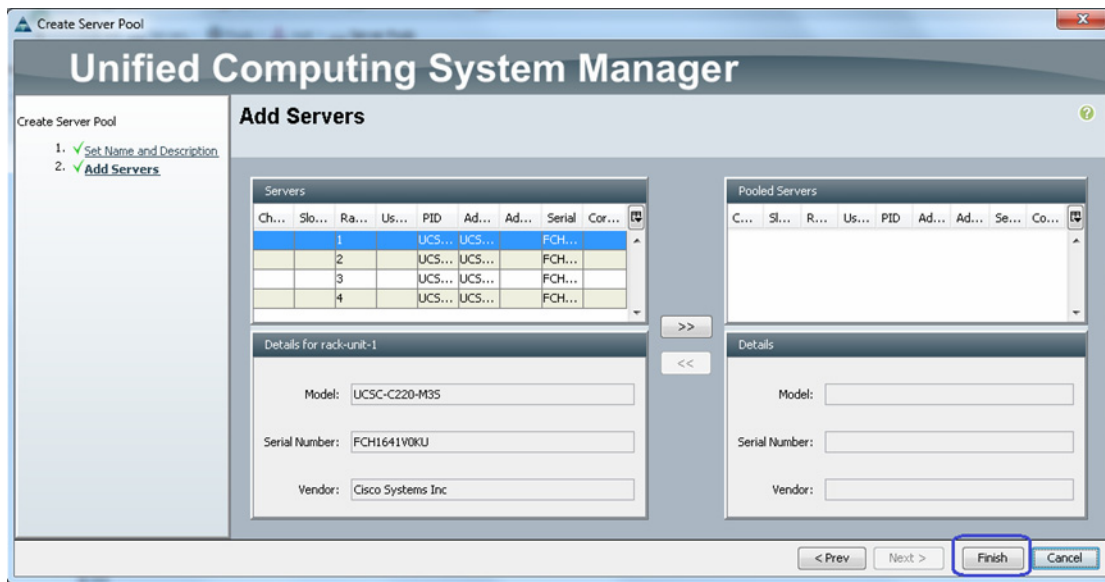 Create Server Pool
Unified Computing System Manager
Create Server Pool
1. Set Name and Description
2. Add Servers
Add Servers
Servers
Ch... Slo... Ra... Us... PID Ad... Ad... Serial Cor...
1 UCS... UCS... FCH...
2 UCS... UCS... FCH...
3 UCS... UCS... FCH...
4 UCS... UCS... FCH...
Details for rack-unit-1
Model: UCSC-C220-M3S
Serial Number: FCH1641V0KU
Vendor: Cisco Systems Inc
>>
<<
Pooled Servers
C... Sl... R... Us... PID Ad... Ad... Se... Co...
Details
Model:
Serial Number:
Vendor:
< Prev Next > Finish Cancel